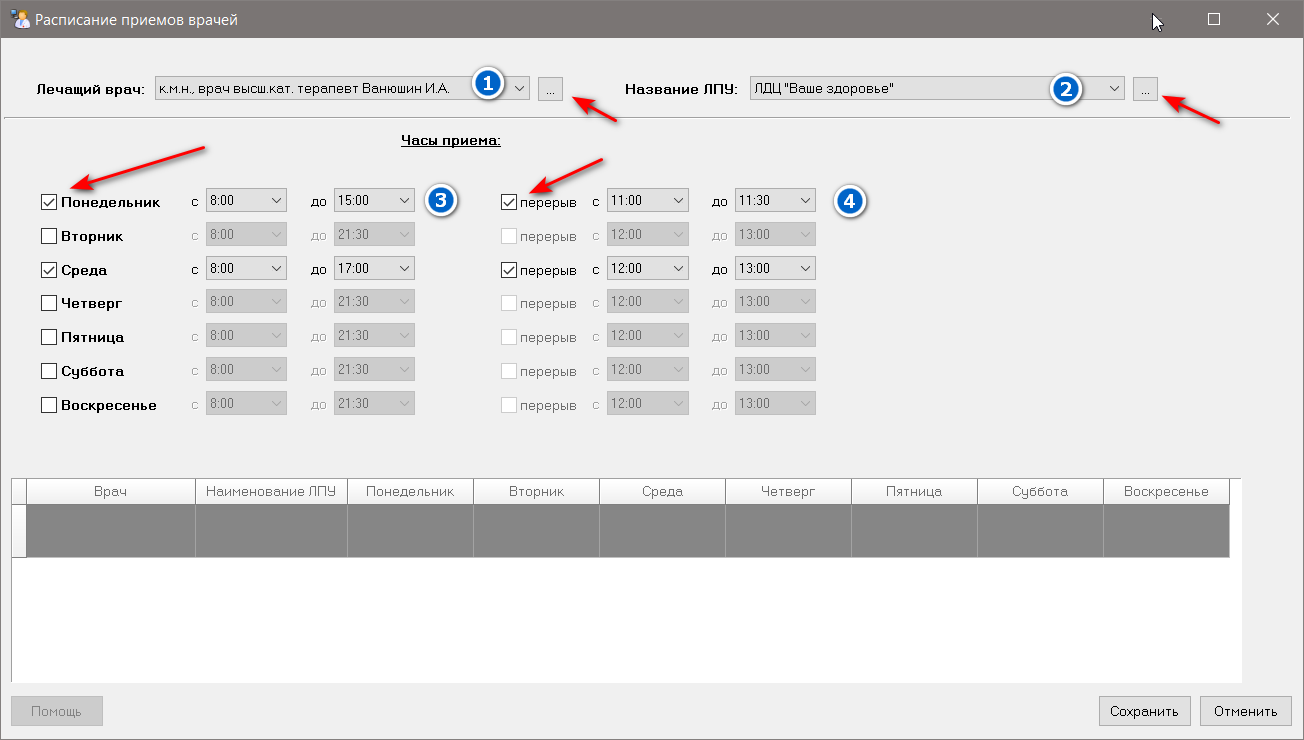 Расписание приемов врачей
Лечащий врач: к.м.н., врач высш.кат. терапевт Ванюшин И.А. 1 ... Название ЛПУ: ЛДЦ "Ваше здоровье" 2 ...
Часы приема:
Понедельник с 8:00 до 15:00 3 перерыв с 11:00 до 11:30 4
Вторник с 8:00 до 21:30 перерыв с 12:00 до 13:00
Среда с 8:00 до 17:00 перерыв с 12:00 до 13:00
Четверг с 8:00 до 21:30 перерыв с 12:00 до 13:00
Пятница с 8:00 до 21:30 перерыв с 12:00 до 13:00
Суббота с 8:00 до 21:30 перерыв с 12:00 до 13:00
Воскресенье с 8:00 до 21:30 перерыв с 12:00 до 13:00
Врач Наименование ЛПУ Понедельник Вторник Среда Четверг Пятница Суббота Воскресенье
Помощь Сохранить Отменить